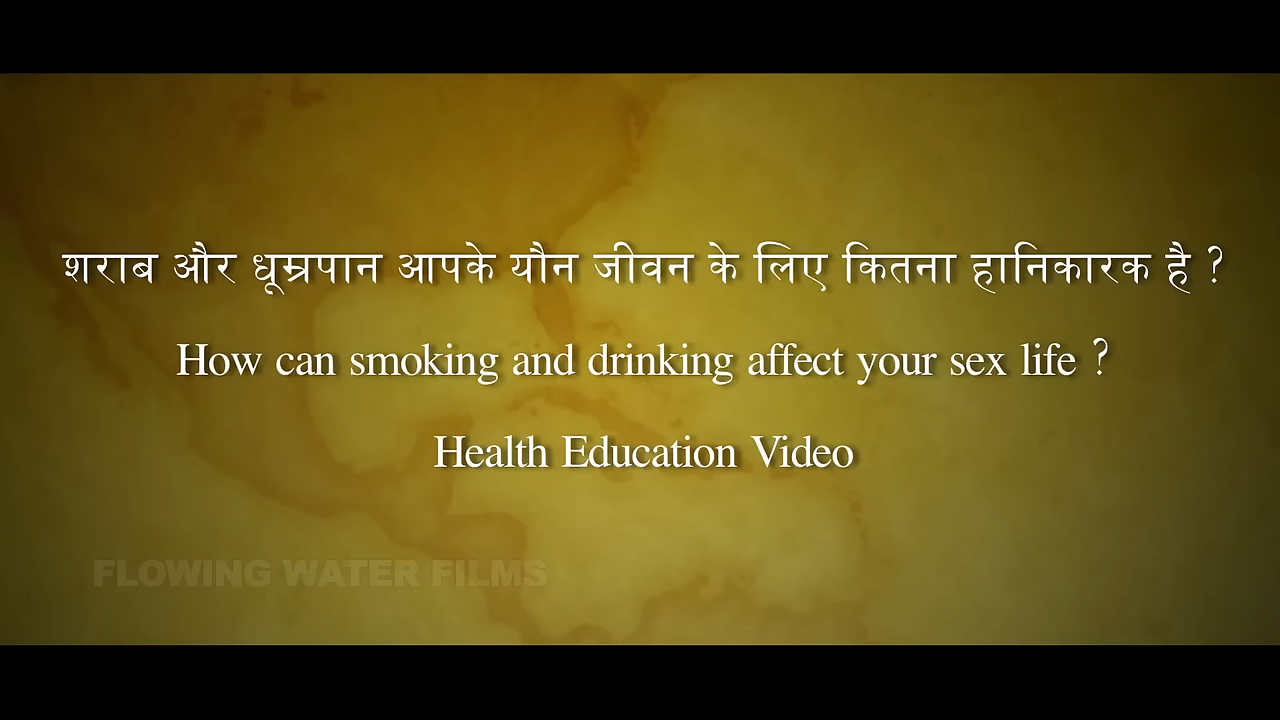 शराब और धूम्रपान आपके यौन जीवन के लिए कितना हानिकारक है ?
How can smoking and drinking affect your sex life ?
Health Education Video
FLOWING WATER FILMS